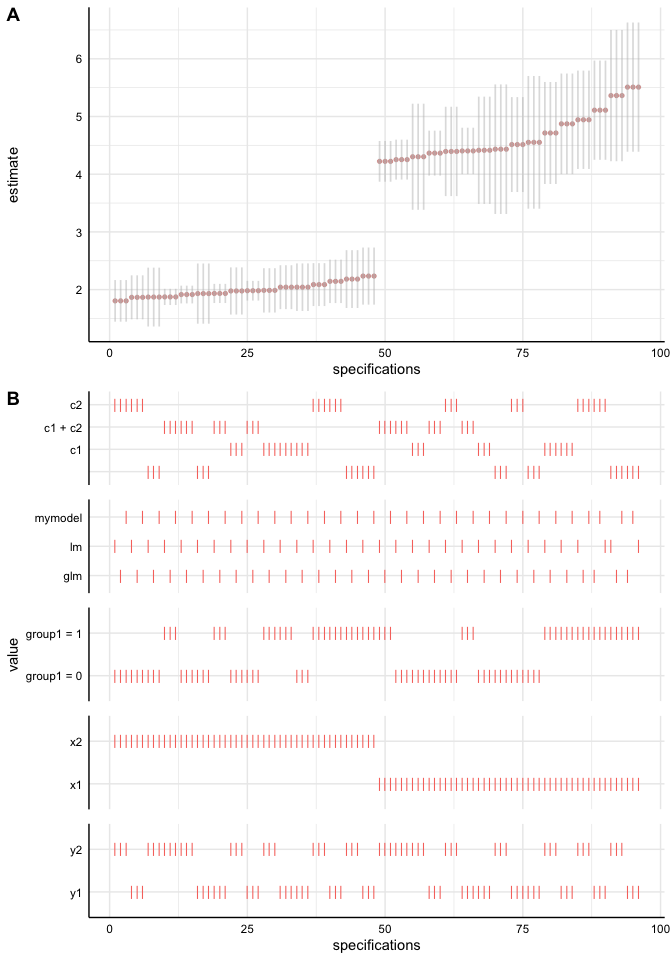 A
6
5
4
3
2
estimate
0
25
50
75
100
specifications
B
c2
c1 + c2
c1
mymodel
lm
glm
group1 = 1
group1 = 0
value
x2
x1
y2
y1
0
25
50
75
100
specifications